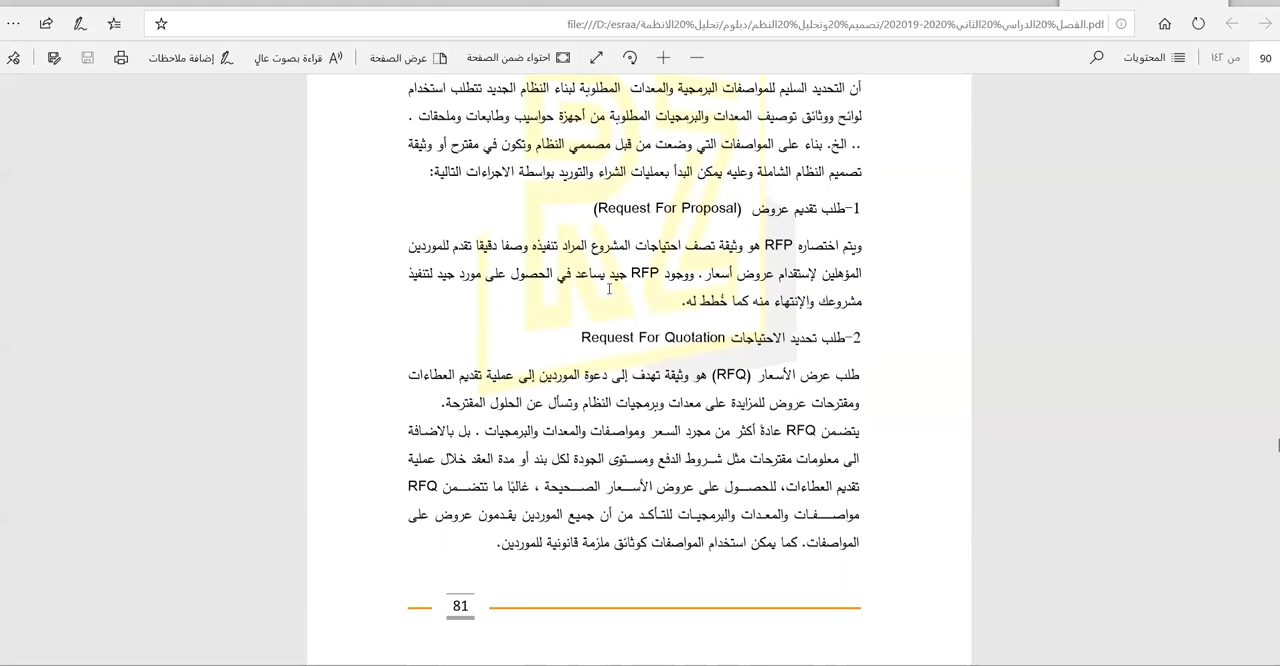 file:///D:/esraa/تصميم%20وتحليل%20النظم/دبلوم/تحليل%20الانظمة/الفصل%20الدراسي%20الثاني%202020-202019.pdf
90 من ١٤٢ المحتويات
احتواء ضمن الصفحة عرض الصفحة قراءة بصوت عالٍ إضافة ملاحظات
أن التحديد السليم للمواصفات البرمجية والمعدات المطلوبة لبناء النظام الجديد تتطلب استخدام
لوائح ووثائق توصيف المعدات والبرمجيات المطلوبة من أجهزة حواسيب وطابعات وملحقات .
.. الخ. بناء على المواصفات التي وضعت من قبل مصممي النظام وتكون في مقترح أو وثيقة
تصميم النظام الشاملة وعليه يمكن البدأ بعمليات الشراء والتوريد بواسطة الاجراءات التالية:
1-طلب تقديم عروض (Request For Proposal)
ويتم اختصاره RFP هو وثيقة تصف احتياجات المشروع المراد تنفيذه وصفا دقيقا تقدم للموردين
المؤهلين لإستقدام عروض أسعار. ووجود RFP جيد يساعد في الحصول على مورد جيد لتنفيذ
مشروعك والإنتهاء منه كما خُطط له.
2-طلب تحديد الاحتياجات Request For Quotation
طلب عرض الأسعار (RFQ) هو وثيقة تهدف إلى دعوة الموردين إلى عملية تقديم العطاءات
ومقترحات عروض للمزايدة على معدات وبرمجيات النظام وتسأل عن الحلول المقترحة.
يتضمن RFQ عادةً أكثر من مجرد السعر ومواصفات والمعدات والبرمجيات . بل بالاضافة
الى معلومات مقترحات مثل شروط الدفع ومستوى الجودة لكل بند أو مدة العقد خلال عملية
تقديم العطاءات، للحصول على عروض الأسعار الصحيحة ، غالبًا ما تتضمن RFQ
مواصفات والمعدات والبرمجيات للتأكد من أن جميع الموردين يقدمون عروض على
المواصفات. كما يمكن استخدام المواصفات كوثائق ملزمة قانونية للموردين.
81